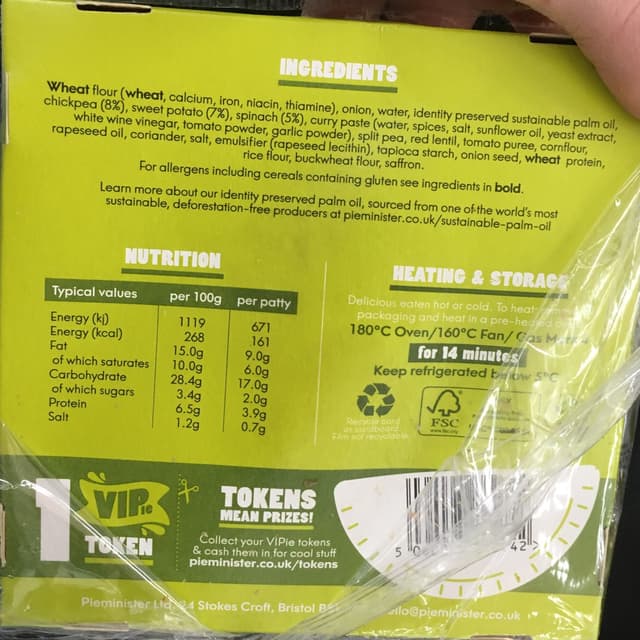 INGREDIENTS
Wheat flour (wheat, calcium, iron, niacin, thiamine), onion, water, identity preserved sustainable palm oil,
chickpea (8%), sweet potato (7%), spinach (5%), curry paste (water, spices, salt, sunflower oil, yeast extract,
white wine vinegar, tomato powder, garlic powder), split pea, red lentil, tomato puree, cornflour,
rapeseed oil, coriander, salt, emulsifier (rapeseed lecithin), tapioca starch, onion seed, wheat protein,
rice flour, buckwheat flour, saffron.
For allergens including cereals containing gluten see ingredients in bold.
Learn more about our identity preserved palm oil, sourced from one of the world's most
sustainable, deforestation-free producers at pieminister.co.uk/sustainable-palm-oil
NUTRITION
Typical values per 100g per patty
Energy (kj) 1119 671
Energy (kcal) 268 161
Fat 15.0g 9.0g
of which saturates 10.0g 6.0g
Carbohydrate 28.4g 17.0g
of which sugars 3.4g 2.0g
Protein 6.5g 3.9g
Salt 1.2g 0.7g
HEATING & STORAGE
Delicious eaten hot or cold. To heat
packaging and heat in a pre-heated
180°C Oven/160°C Fan/ Gas
for 14 minutes
Keep refrigerated below 5°C
Recycle card
FSC
Film not recyclable
1 VIPie TOKEN
TOKENS
MEAN PRIZES!
Collect your VIPie tokens
& cash them in for cool stuff
pieminister.co.uk/tokens
5 42
Pieminister Ltd, 24 Stokes Croft, Bristol
@pieminister.co.uk